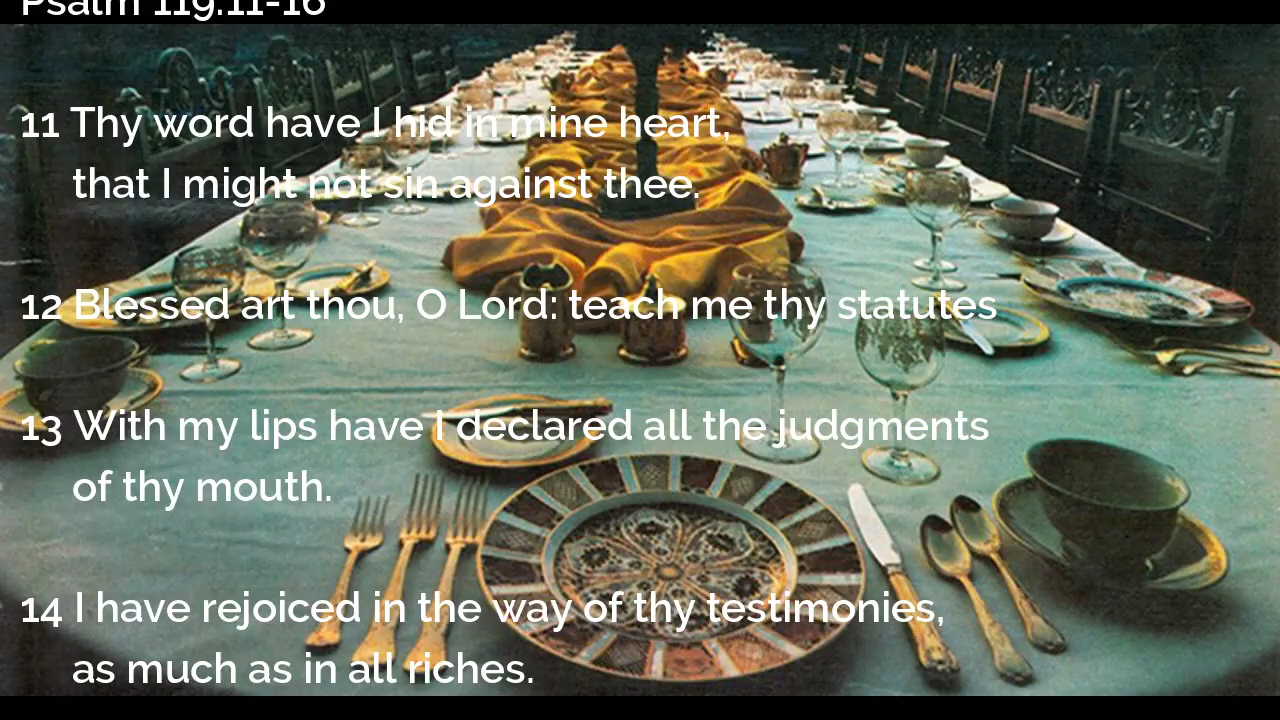 Psalm 119:11-16
11 Thy word have I hid in mine heart,
that I might not sin against thee.
12 Blessed art thou, O Lord: teach me thy statutes
13 With my lips have I declared all the judgments
of thy mouth.
14 I have rejoiced in the way of thy testimonies,
as much as in all riches.